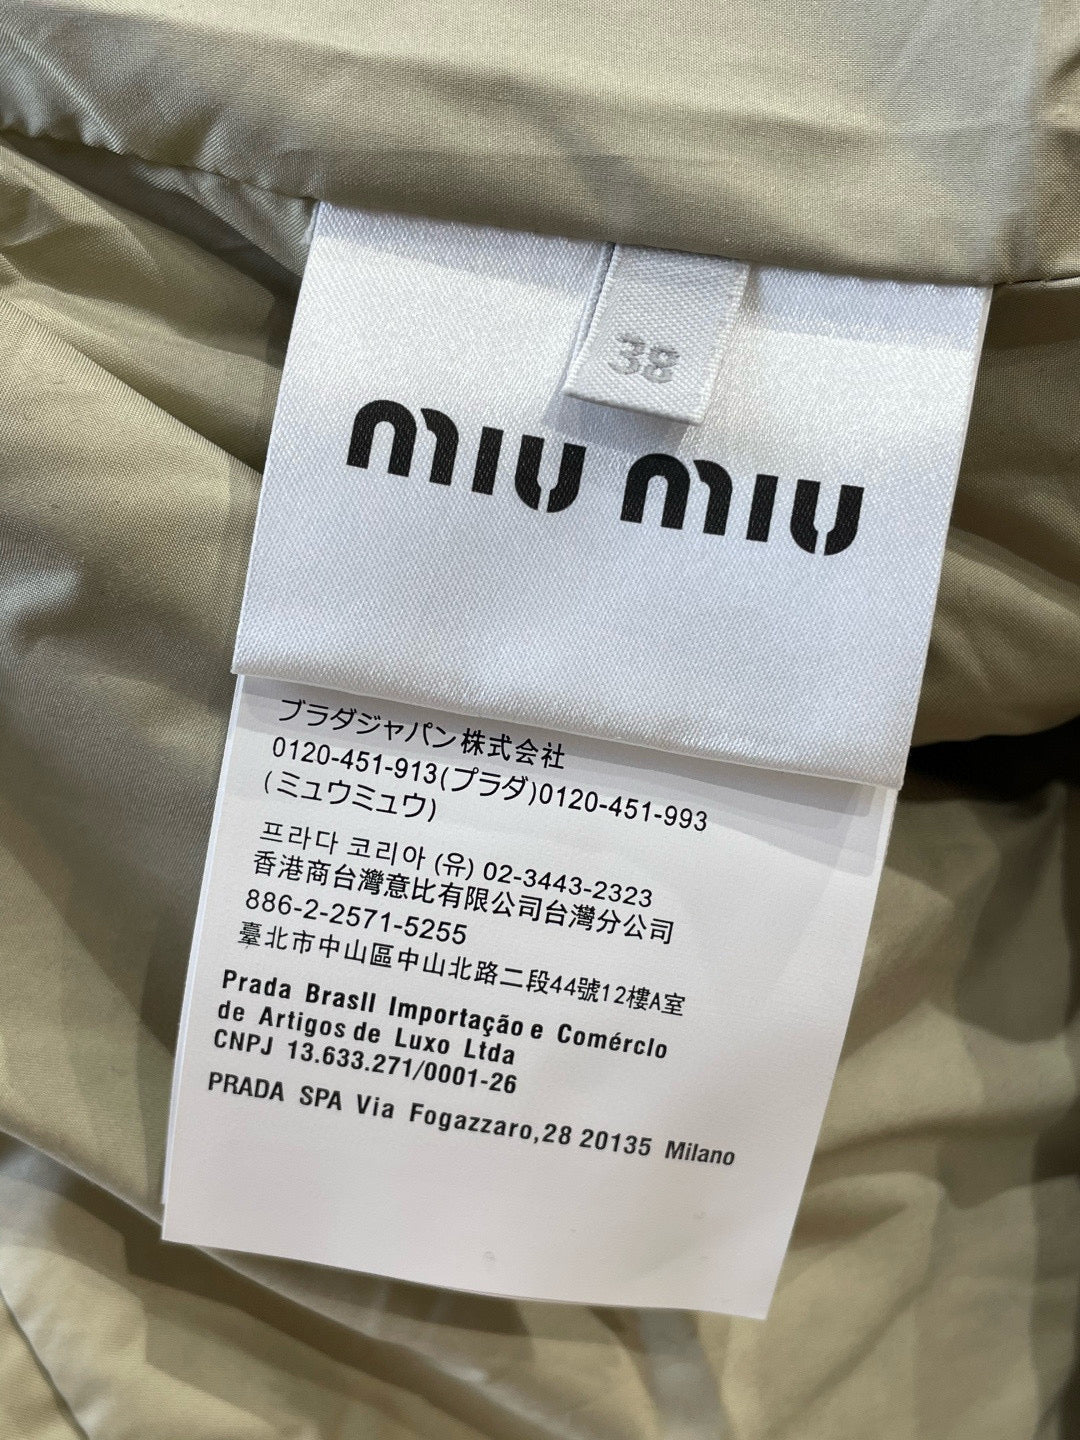 38
miu miu
プラダジャパン株式会社
0120-451-913(プラダ)0120-451-993
(ミュウミュウ)
프라다 코리아 (유) 02-3443-2323
香港商台灣意比有限公司台灣分公司
886-2-2571-5255
臺北市中山區中山北路二段44號12樓A室
Prada Brasil Importação e Comércio
de Artigos de Luxo Ltda
CNPJ 13.633.271/0001-26
PRADA SPA Via Fogazzaro,28 20135 Milano